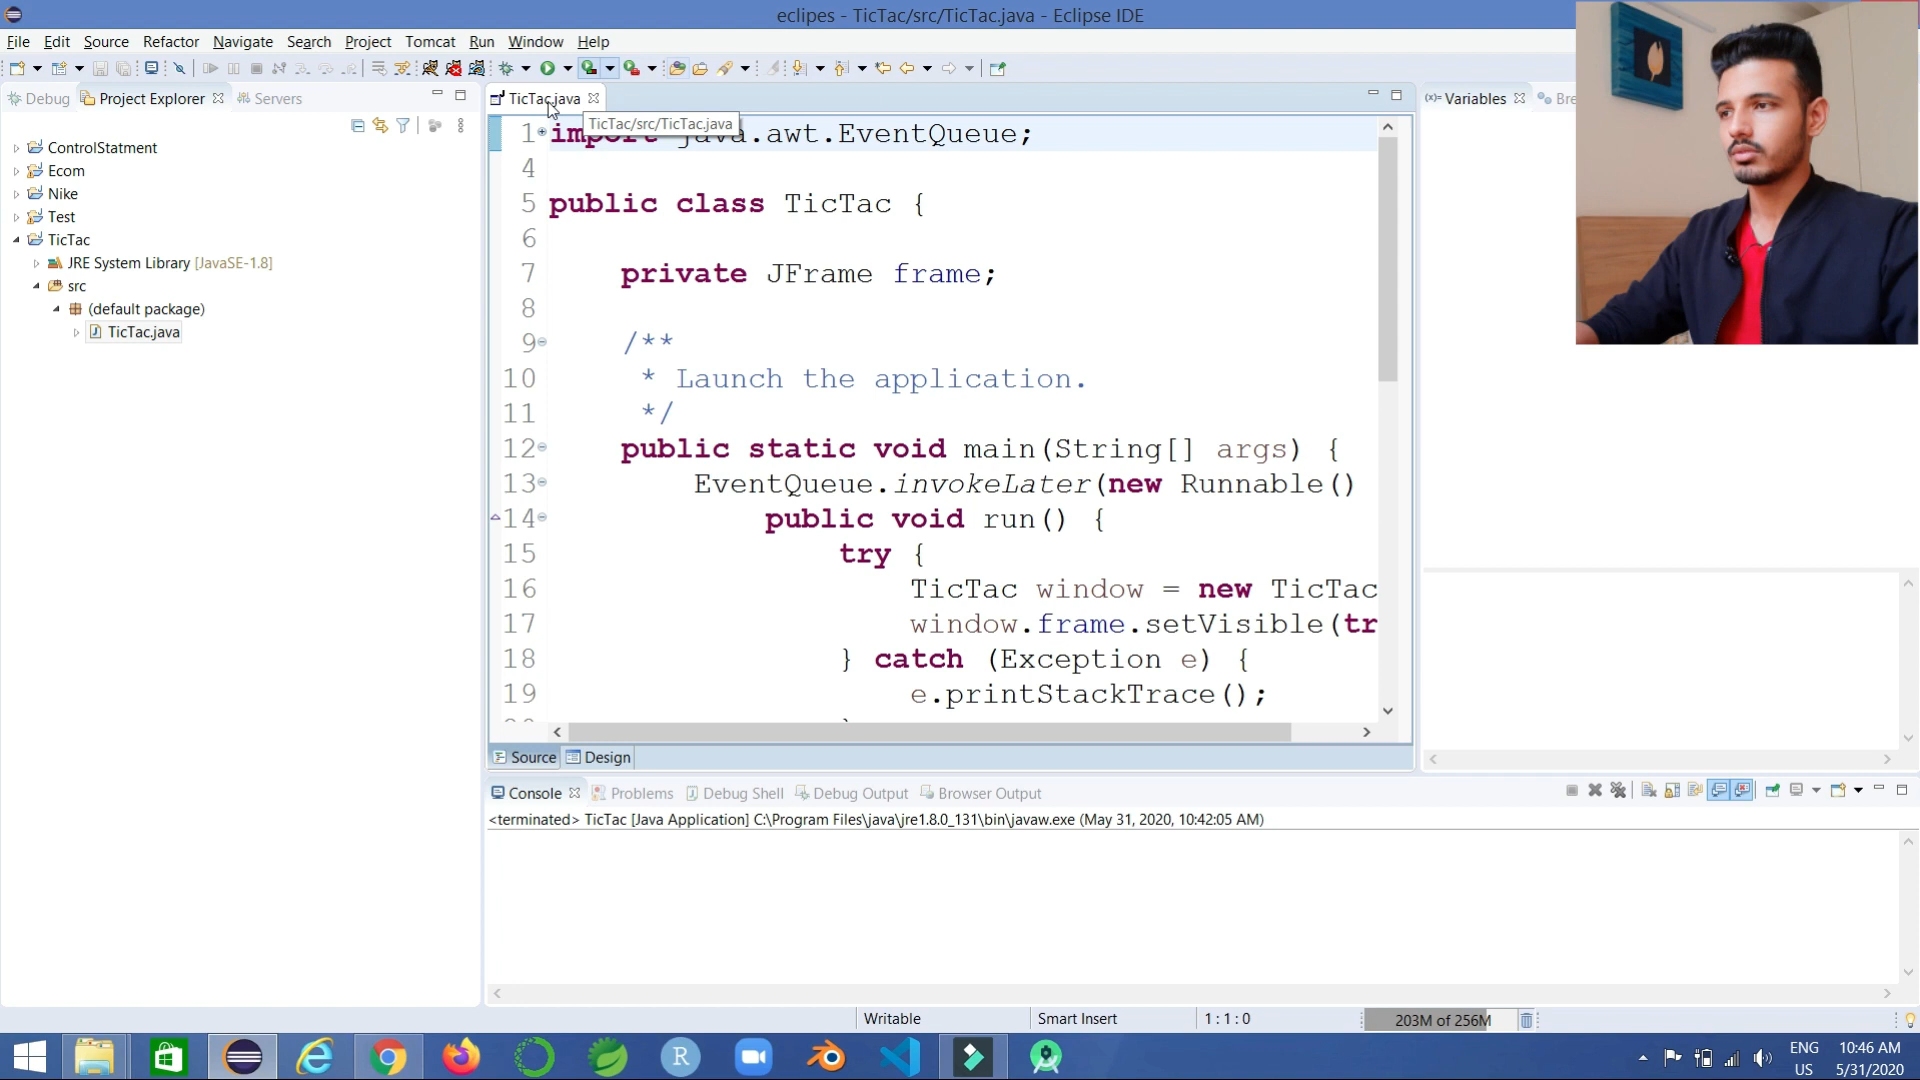 eclipes - TicTac/src/TicTac.java - Eclipse IDE
File Edit Source Refactor Navigate Search Project Tomcat Run Window Help
Debug Project Explorer Servers
TicTac.java
TicTac/src/TicTac.java
Variables Bre
ControlStatment
Ecom
Nike
Test
TicTac
JRE System Library [JavaSE-1.8]
src
(default package)
TicTac.java
1 import java.awt.EventQueue;
4
5 public class TicTac {
6
7 private JFrame frame;
8
9 /**
10 * Launch the application.
11 */
12 public static void main(String[] args) {
13 EventQueue.invokeLater(new Runnable()
14 public void run() {
15 try {
16 TicTac window = new TicTac
17 window.frame.setVisible(tr
18 } catch (Exception e) {
19 e.printStackTrace();
Source Design
Console Problems Debug Shell Debug Output Browser Output
<terminated> TicTac [Java Application] C:\Program Files\java\jre1.8.0_131\bin\javaw.exe (May 31, 2020, 10:42:05 AM)
Writable Smart Insert 1 : 1 : 0 203M of 256M
R
ENG 10:46 AM
US 5/31/2020